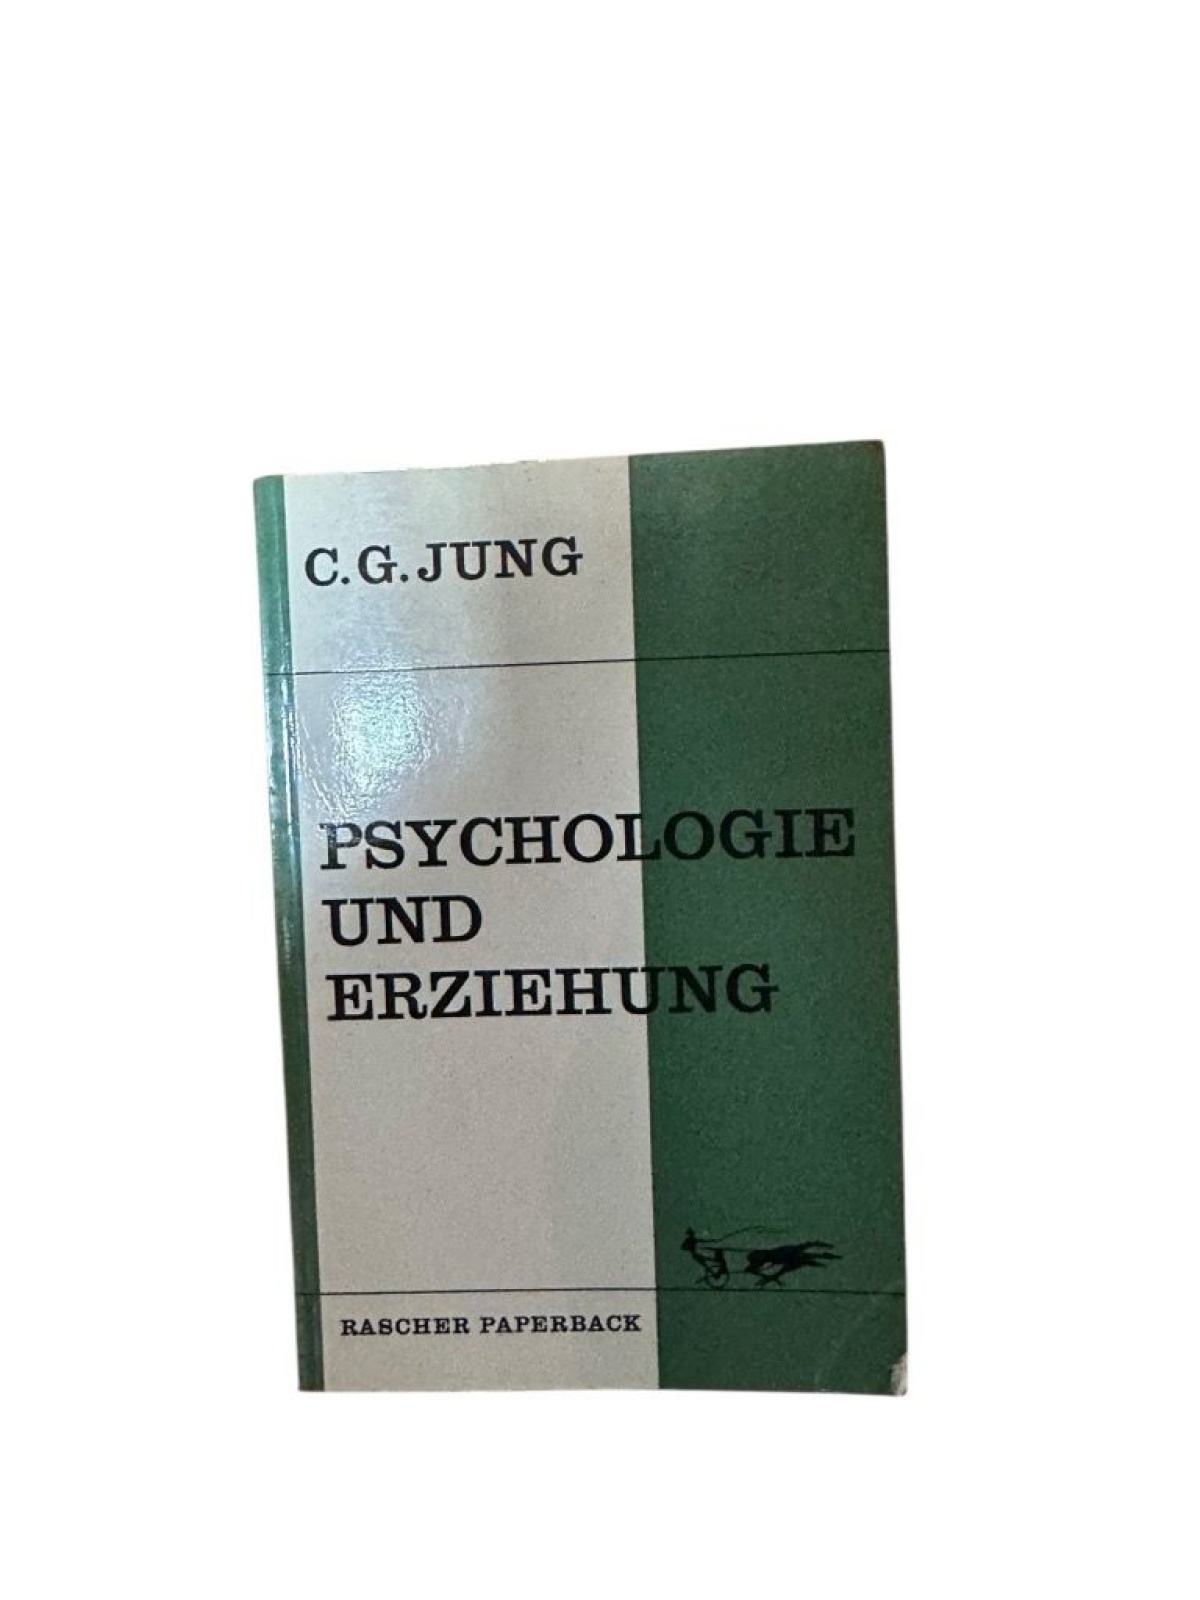 C. G. JUNG
PSYCHOLOGIE
UND
ERZIEHUNG
RASCHER PAPERBACK